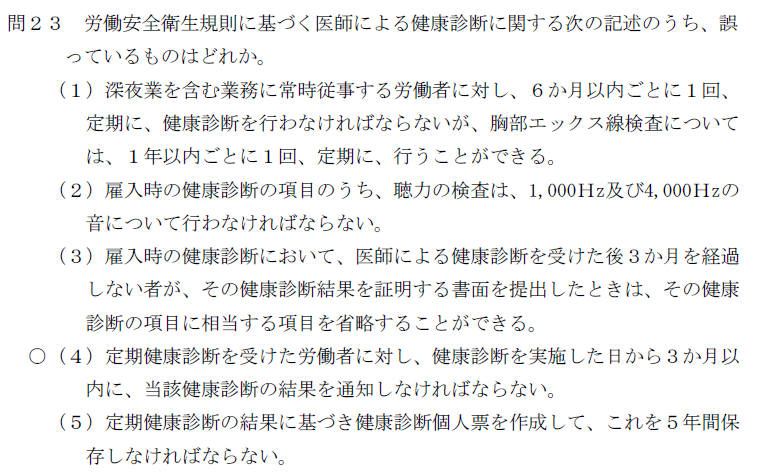 問２３　労働安全衛生規則に基づく医師による健康診断に関する次の記述のうち、誤
っているものはどれか。
（１）深夜業を含む業務に常時従事する労働者に対し、６か月以内ごとに１回、
定期に、健康診断を行わなければならないが、胸部エックス線検査について
は、１年以内ごとに１回、定期に、行うことができる。
（２）雇入時の健康診断の項目のうち、聴力の検査は、1,000Hz及び4,000Hzの
音について行わなければならない。
（３）雇入時の健康診断において、医師による健康診断を受けた後３か月を経過
しない者が、その健康診断結果を証明する書面を提出したときは、その健康
診断の項目に相当する項目を省略することができる。
○（４）定期健康診断を受けた労働者に対し、健康診断を実施した日から３か月以
内に、当該健康診断の結果を通知しなければならない。
（５）定期健康診断の結果に基づき健康診断個人票を作成して、これを５年間保
存しなければならない。